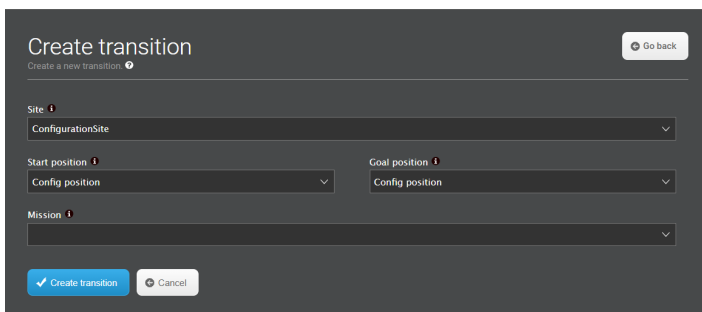 Create transition
Go back
Create a new transition.
Site
ConfigurationSite
Start position
Goal position
Config position
Config position
Mission
Create transition
Cancel